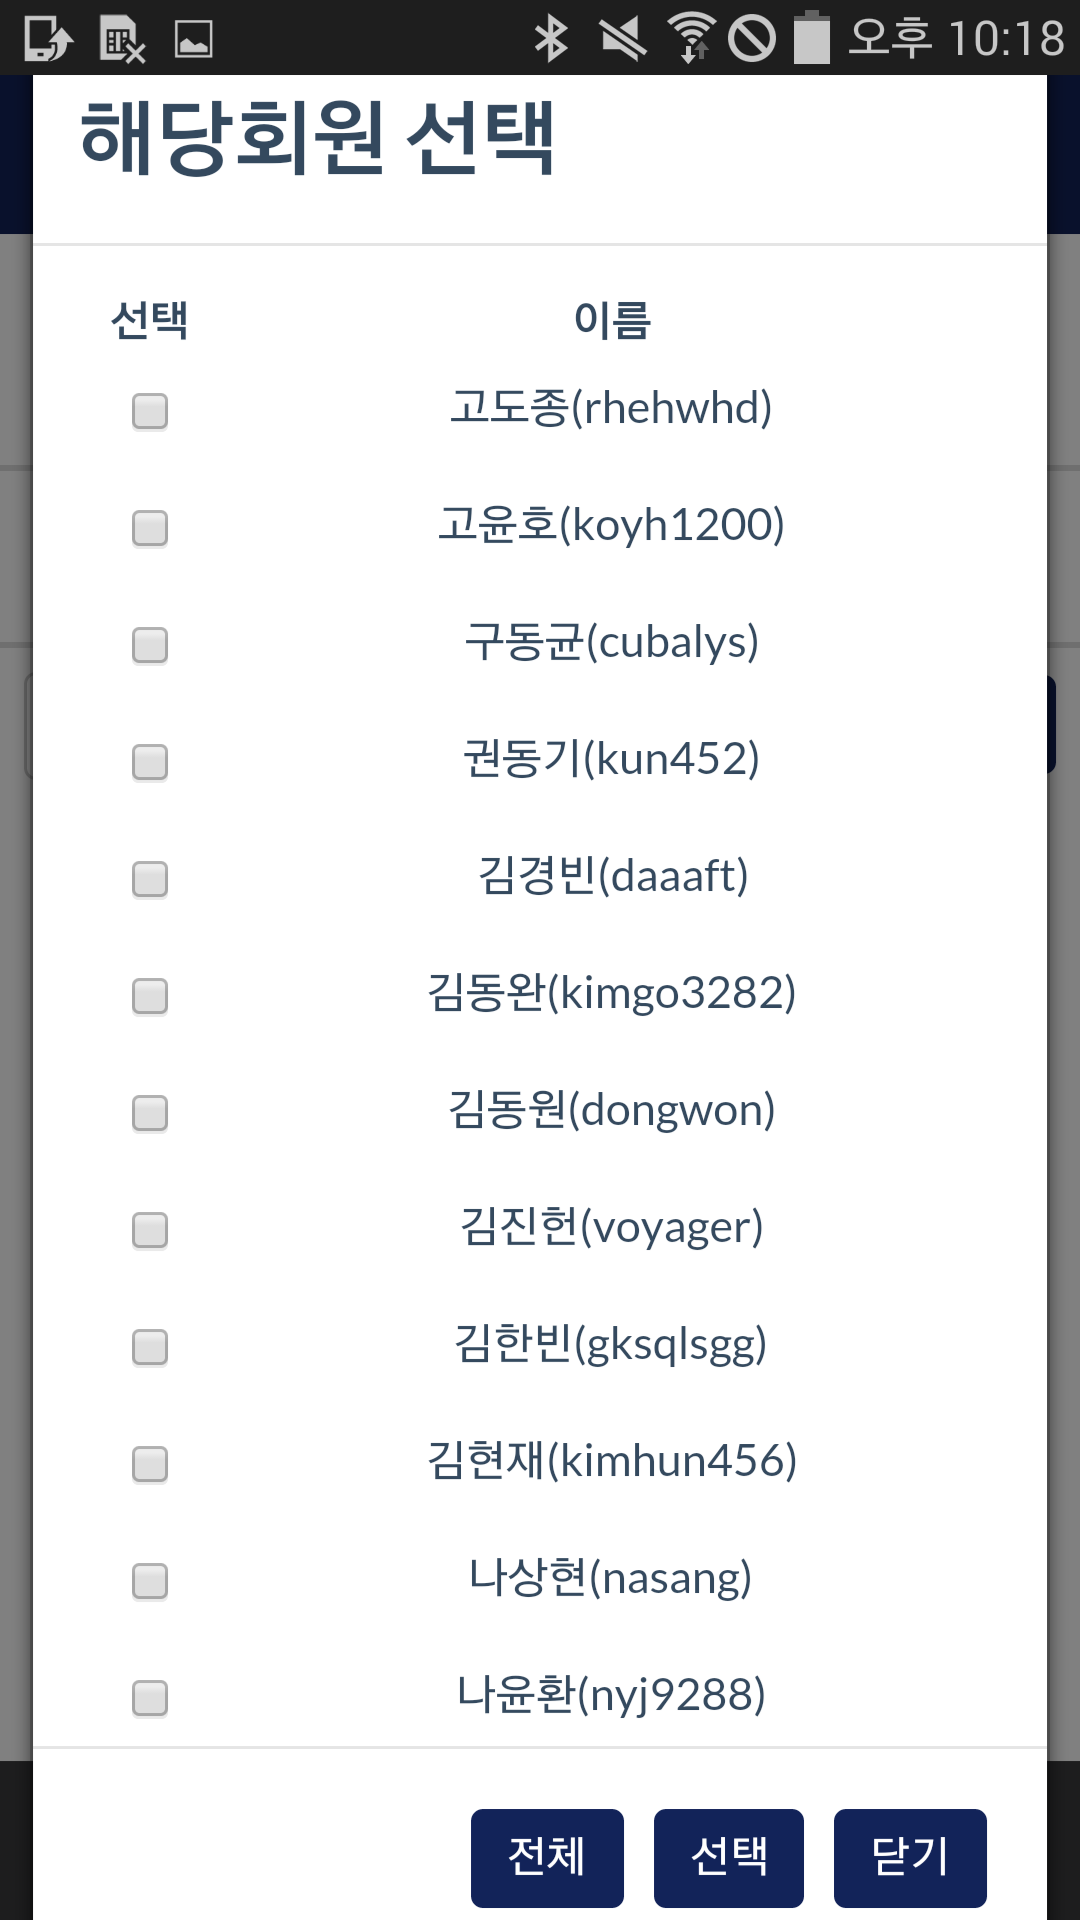 오후 10:18
해당회원 선택
선택 이름
고도종(rhehwhd)
고윤호(koyh1200)
구동균(cubalys)
권동기(kun452)
김경빈(daaaft)
김동완(kimgo3282)
김동원(dongwon)
김진헌(voyager)
김한빈(gksqlsgg)
김현재(kimhun456)
나상현(nasang)
나윤환(nyj9288)
전체 선택 닫기